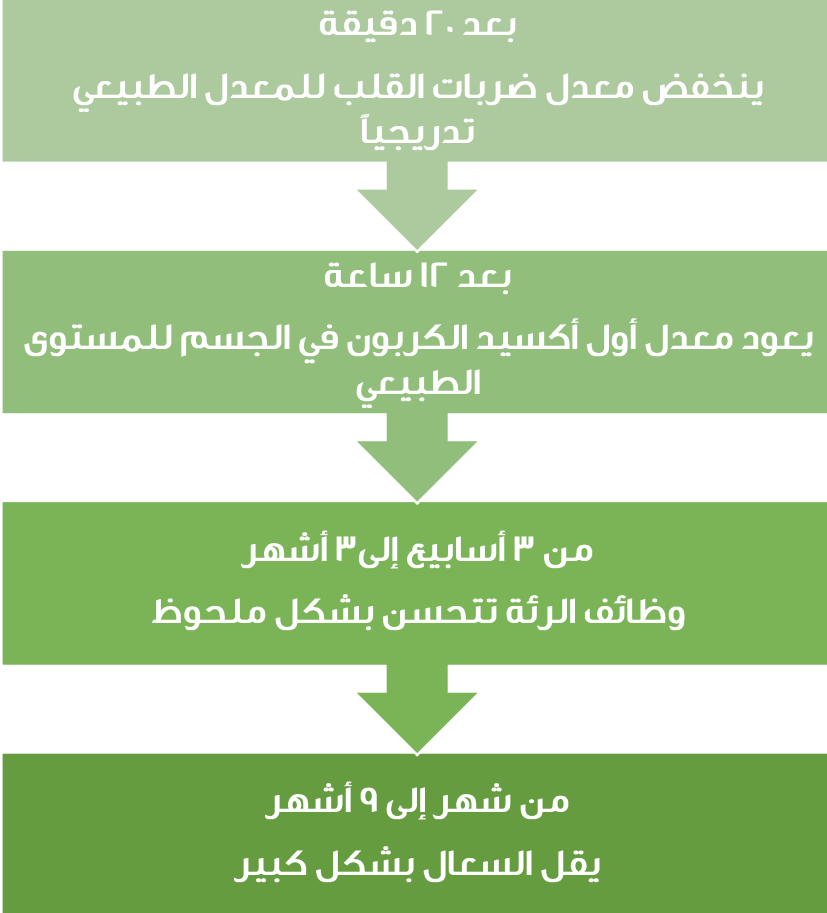 بعد ٢٠ دقيقة
ينخفض معدل ضربات القلب للمعدل الطبيعي
تدريجياً
بعد ١٢ ساعة
يعود معدل أول أكسيد الكربون في الجسم للمستوى
الطبيعي
من ٣ أسابيع إلى٣ أشهر
وظائف الرئة تتحسن بشكل ملحوظ
من شهر إلى ٩ أشهر
يقل السعال بشكل كبير